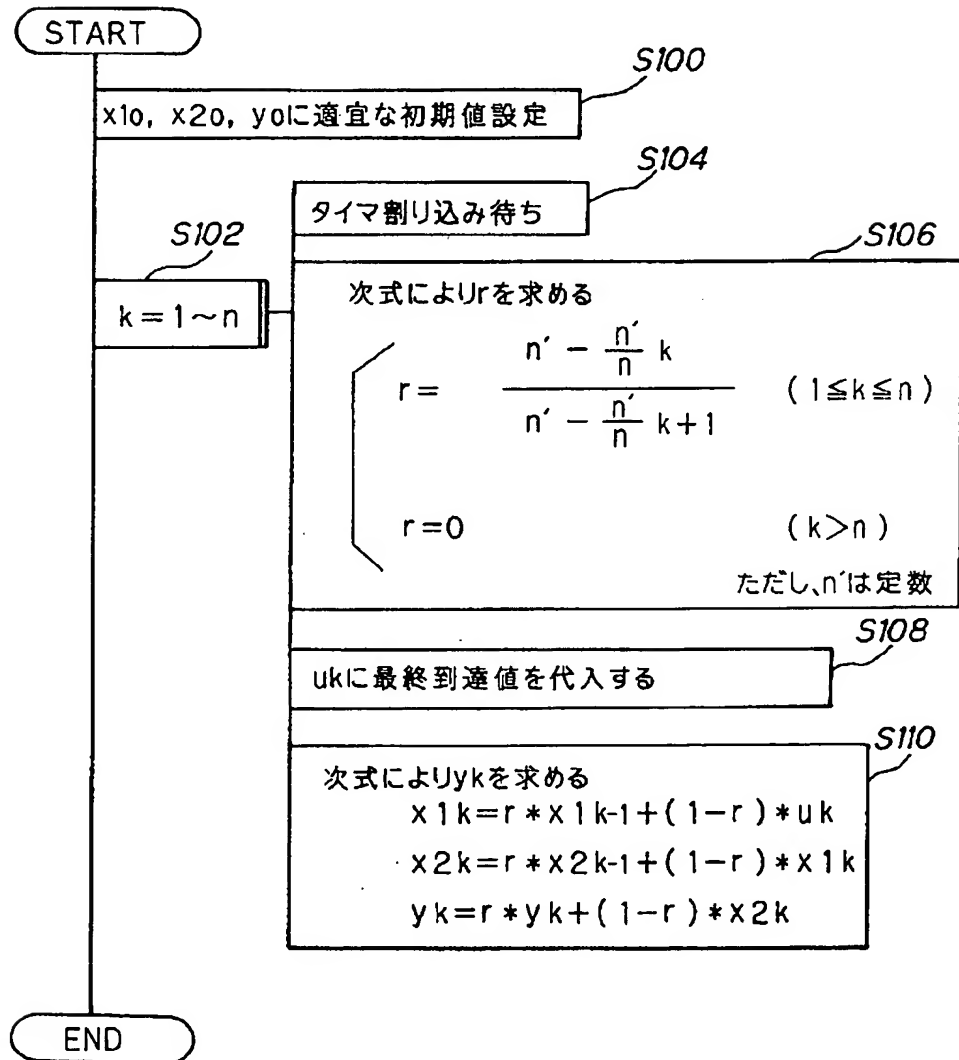 START
S100
x1o, x2o, yoに適宜な初期値設定
S104
タイマ割り込み待ち
S102
k=1~n
S106
次式によりrを求める
r= n′ - n′/n k / n′ - n′/n k+1 (1≦k≦n)
r=0 (k>n)
ただし、n′は定数
S108
ukに最終到達値を代入する
S110
次式によりykを求める
x1k=r*x1k-1+(1-r)*uk
x2k=r*x2k-1+(1-r)*x1k
yk=r*yk+(1-r)*x2k
END